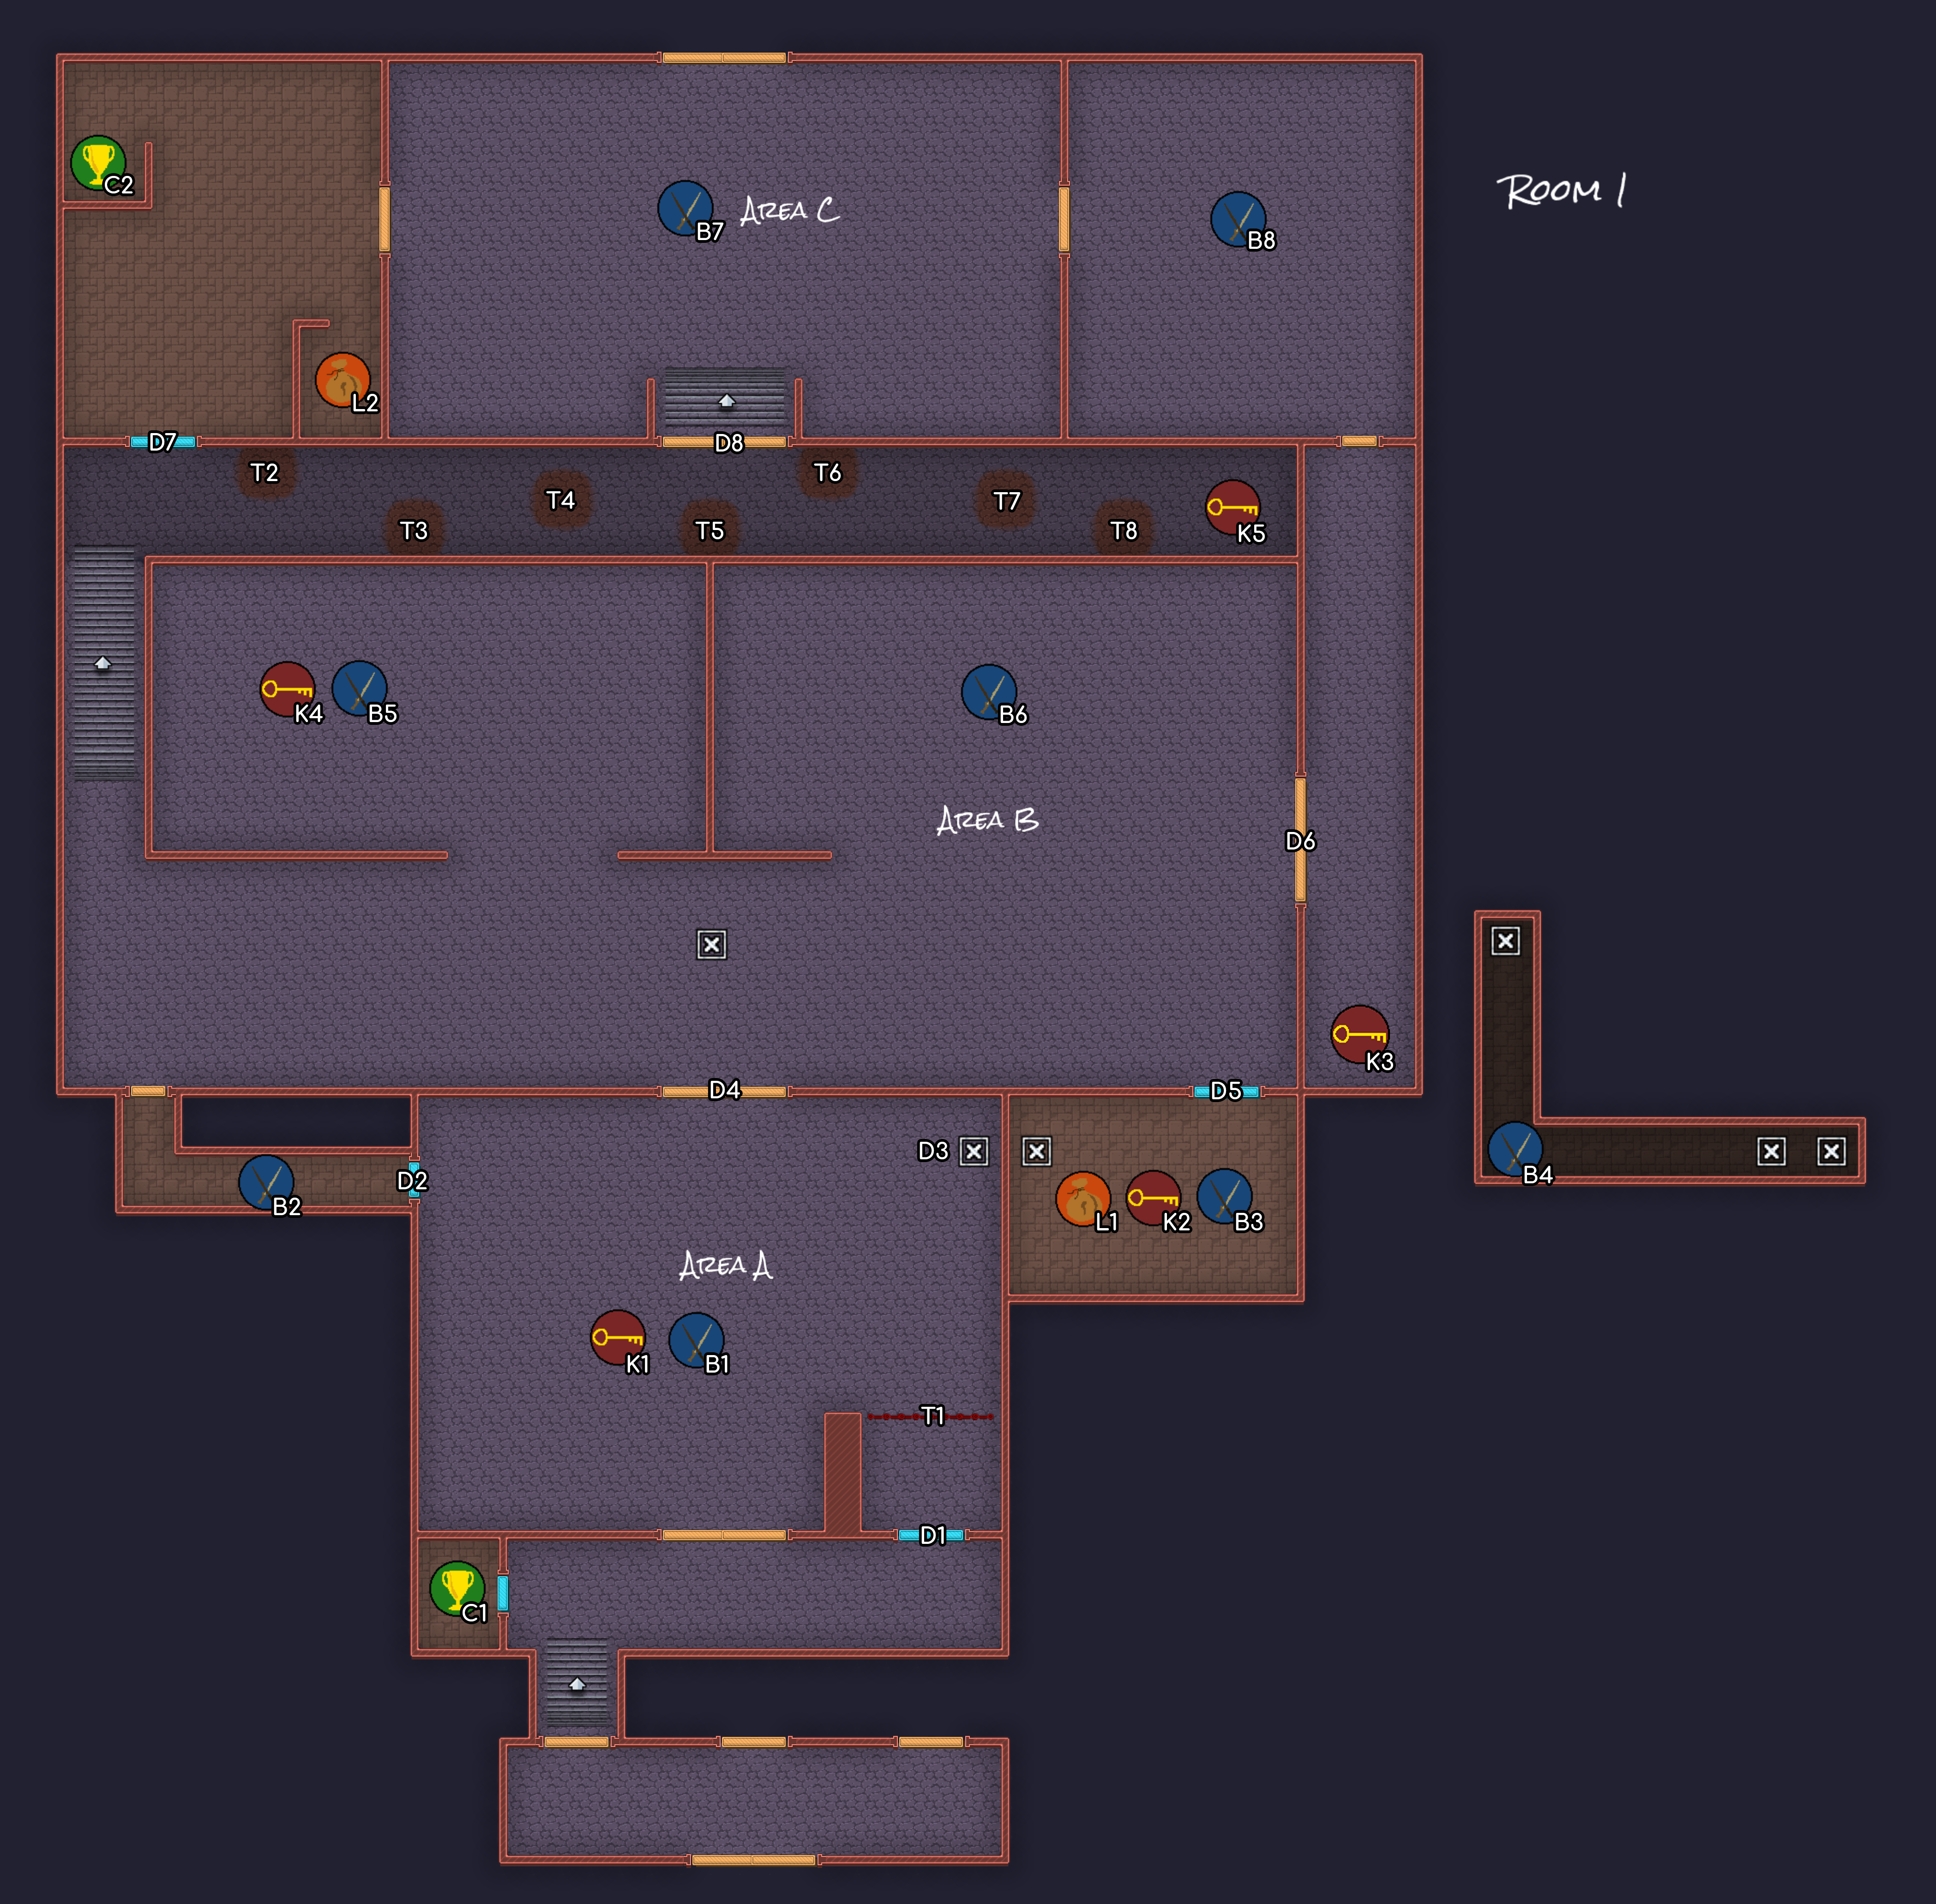 Room 1
C2
B7
Area C
B8
L2
D7
D8
T2
T3
T4
T5
T6
T7
T8
K5
K4
B5
B6
Area B
D6
K3
D4
D5
D3
D2
B2
L1
K2
B3
B4
Area A
K1
B1
T1
D1
C1